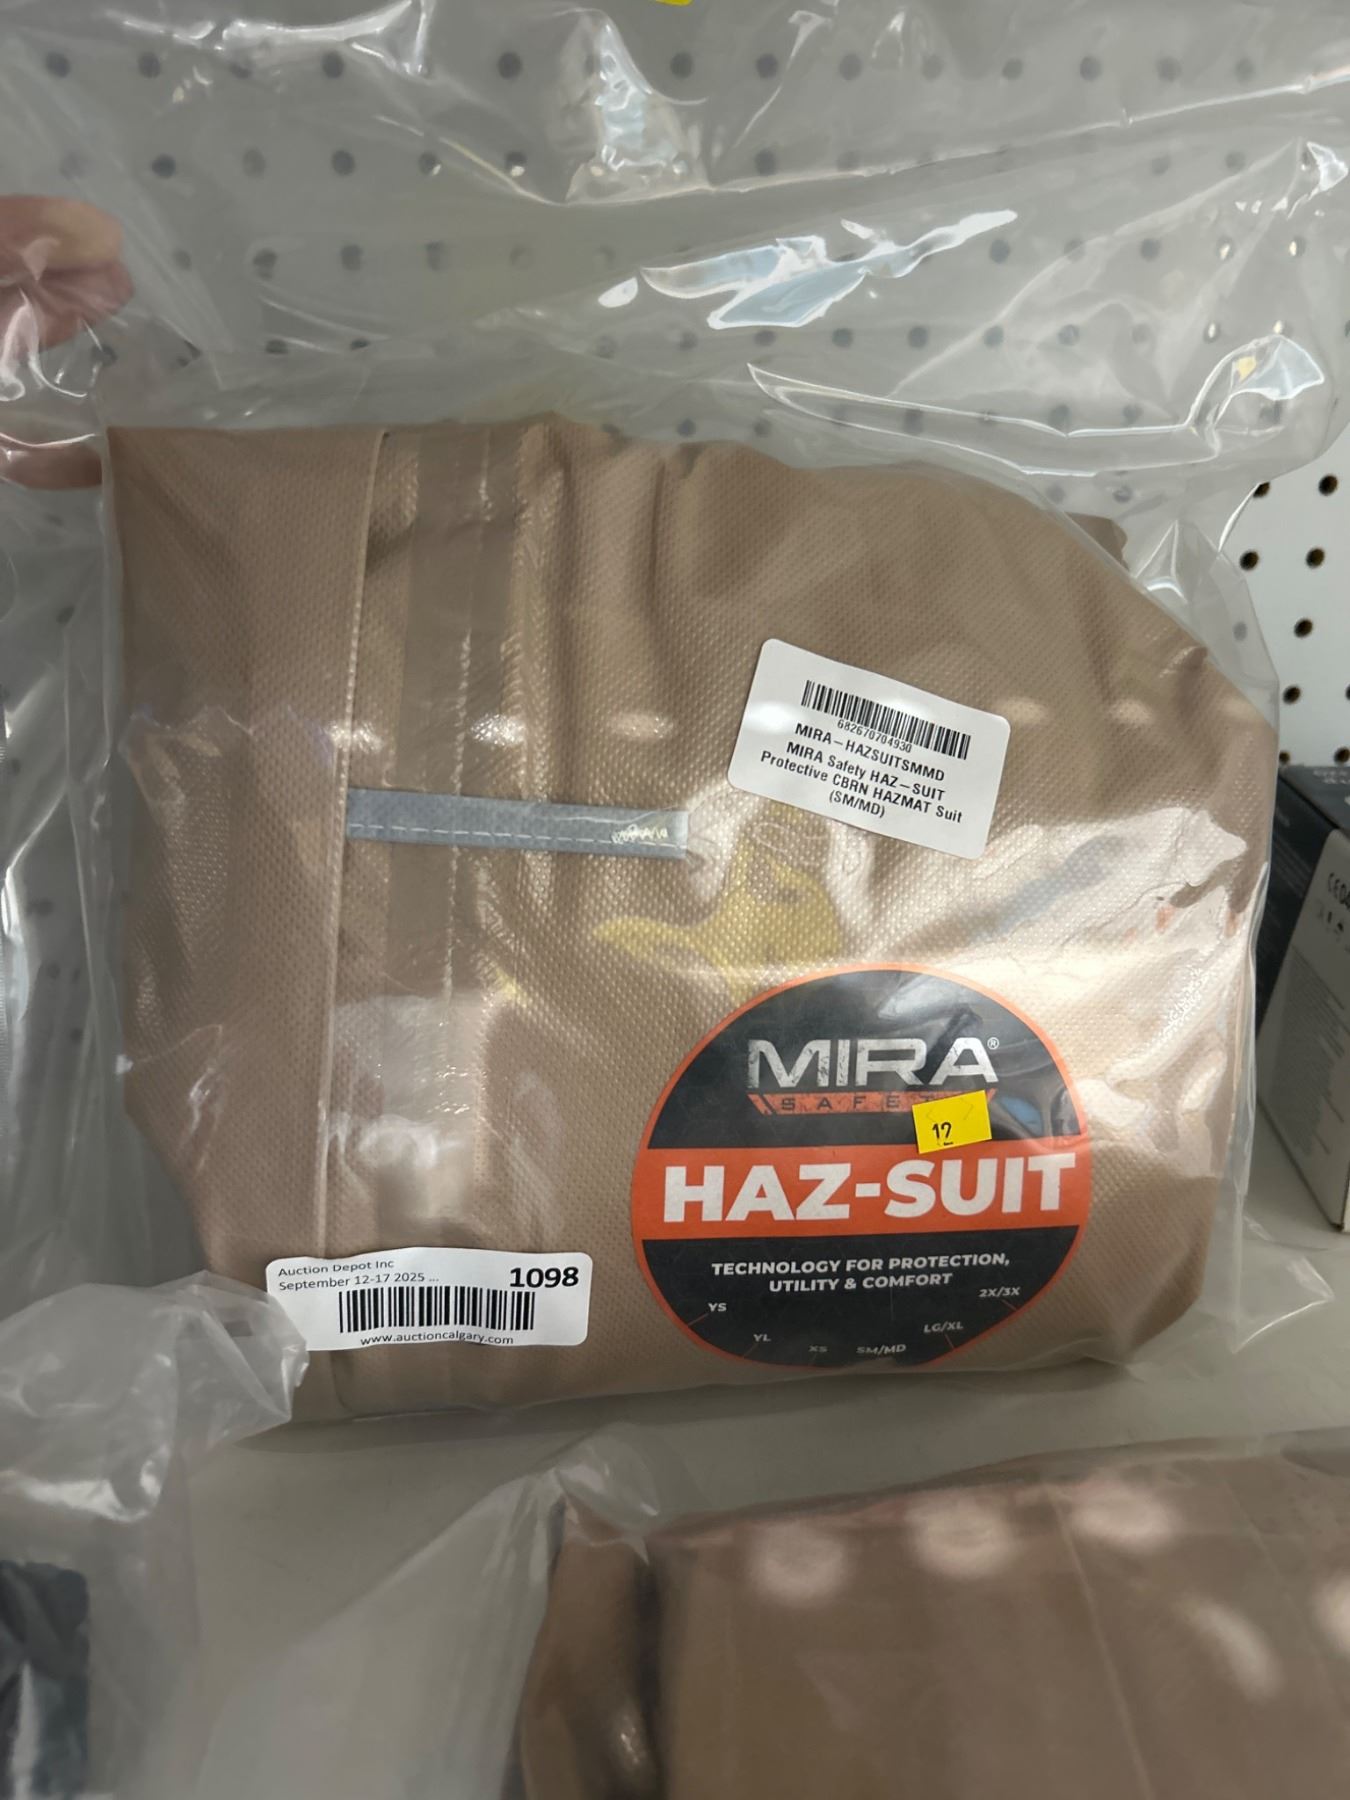 682670704930
MIRA-HAZSUITSMMD
MIRA Safety HAZ-SUIT
Protective CBRN HAZMAT Suit
(SM/MD)
MIRA®
SAFETY
12
HAZ-SUIT
TECHNOLOGY FOR PROTECTION,
UTILITY & COMFORT
YS
YL
XS
SM/MD
LG/XL
2X/3X
Auction Depot Inc
September 12-17 2025 ...
1098
www.auctioncalgary.com